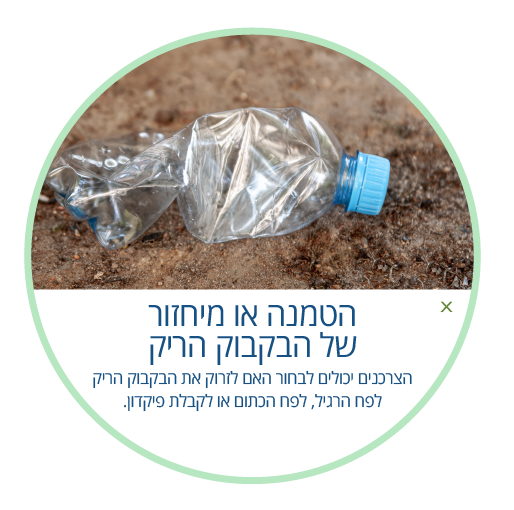 הטמנה או מיחזור
של הבקבוק הריק
הצרכנים יכולים לבחור האם לזרוק את הבקבוק הריק
לפח הרגיל, לפח הכתום או לקבלת פיקדון.